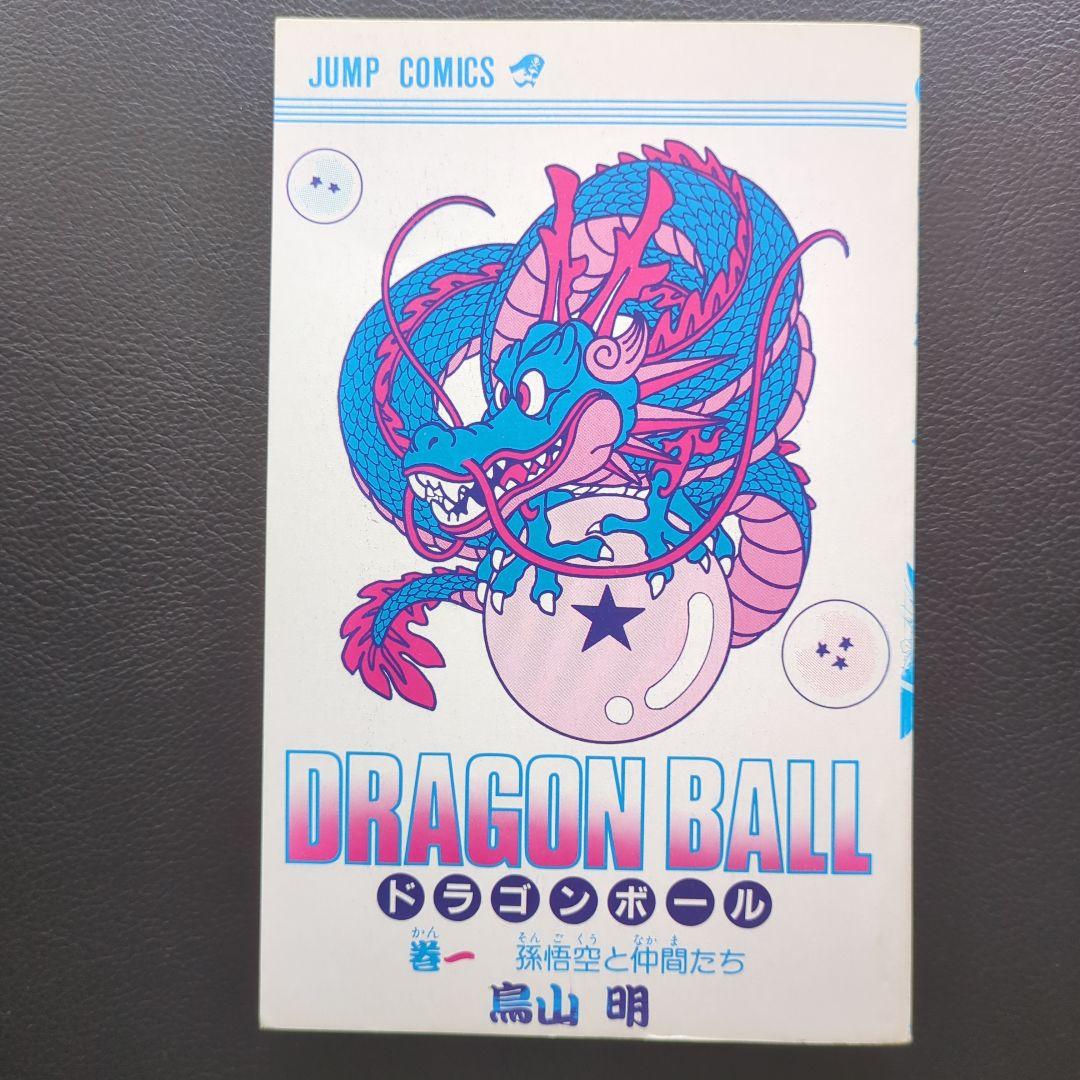 JUMP COMICS
DRAGON BALL
ドラゴンボール
かん そん ご くう なか ま
巻一 孫悟空と仲間たち
鳥山 明